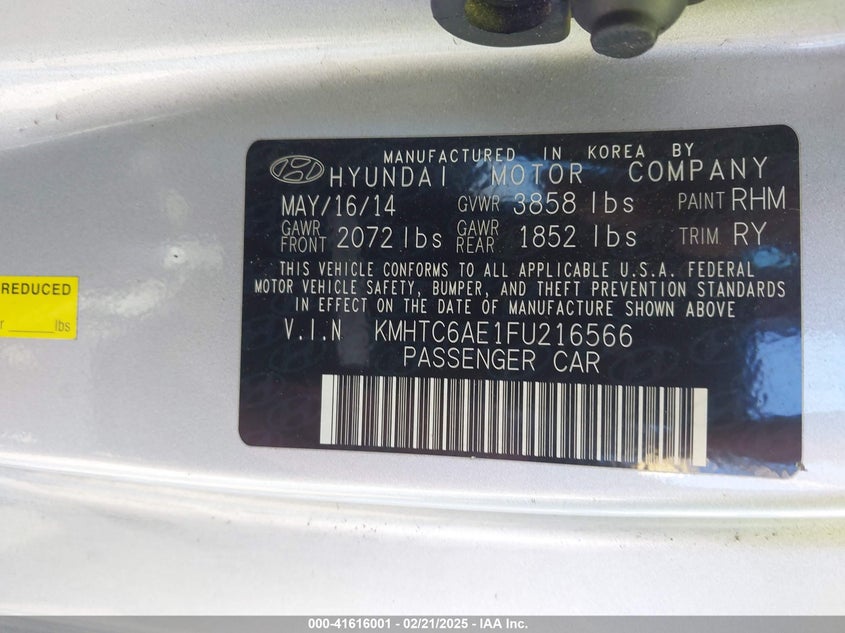 MANUFACTURED IN KOREA BY
HYUNDAI MOTOR COMPANY
MAY/16/14 GVWR 3858 lbs PAINT RHM
GAWR FRONT 2072 lbs GAWR REAR 1852 lbs TRIM RY
THIS VEHICLE CONFORMS TO ALL APPLICABLE U.S.A. FEDERAL
MOTOR VEHICLE SAFETY, BUMPER, AND THEFT PREVENTION STANDARDS
IN EFFECT ON THE DATE OF MANUFACTURE SHOWN ABOVE
V.I.N KMHTC6AE1FU216566
PASSENGER CAR
REDUCED
lbs
000-41616001 - 02/21/2025 - IAA Inc.